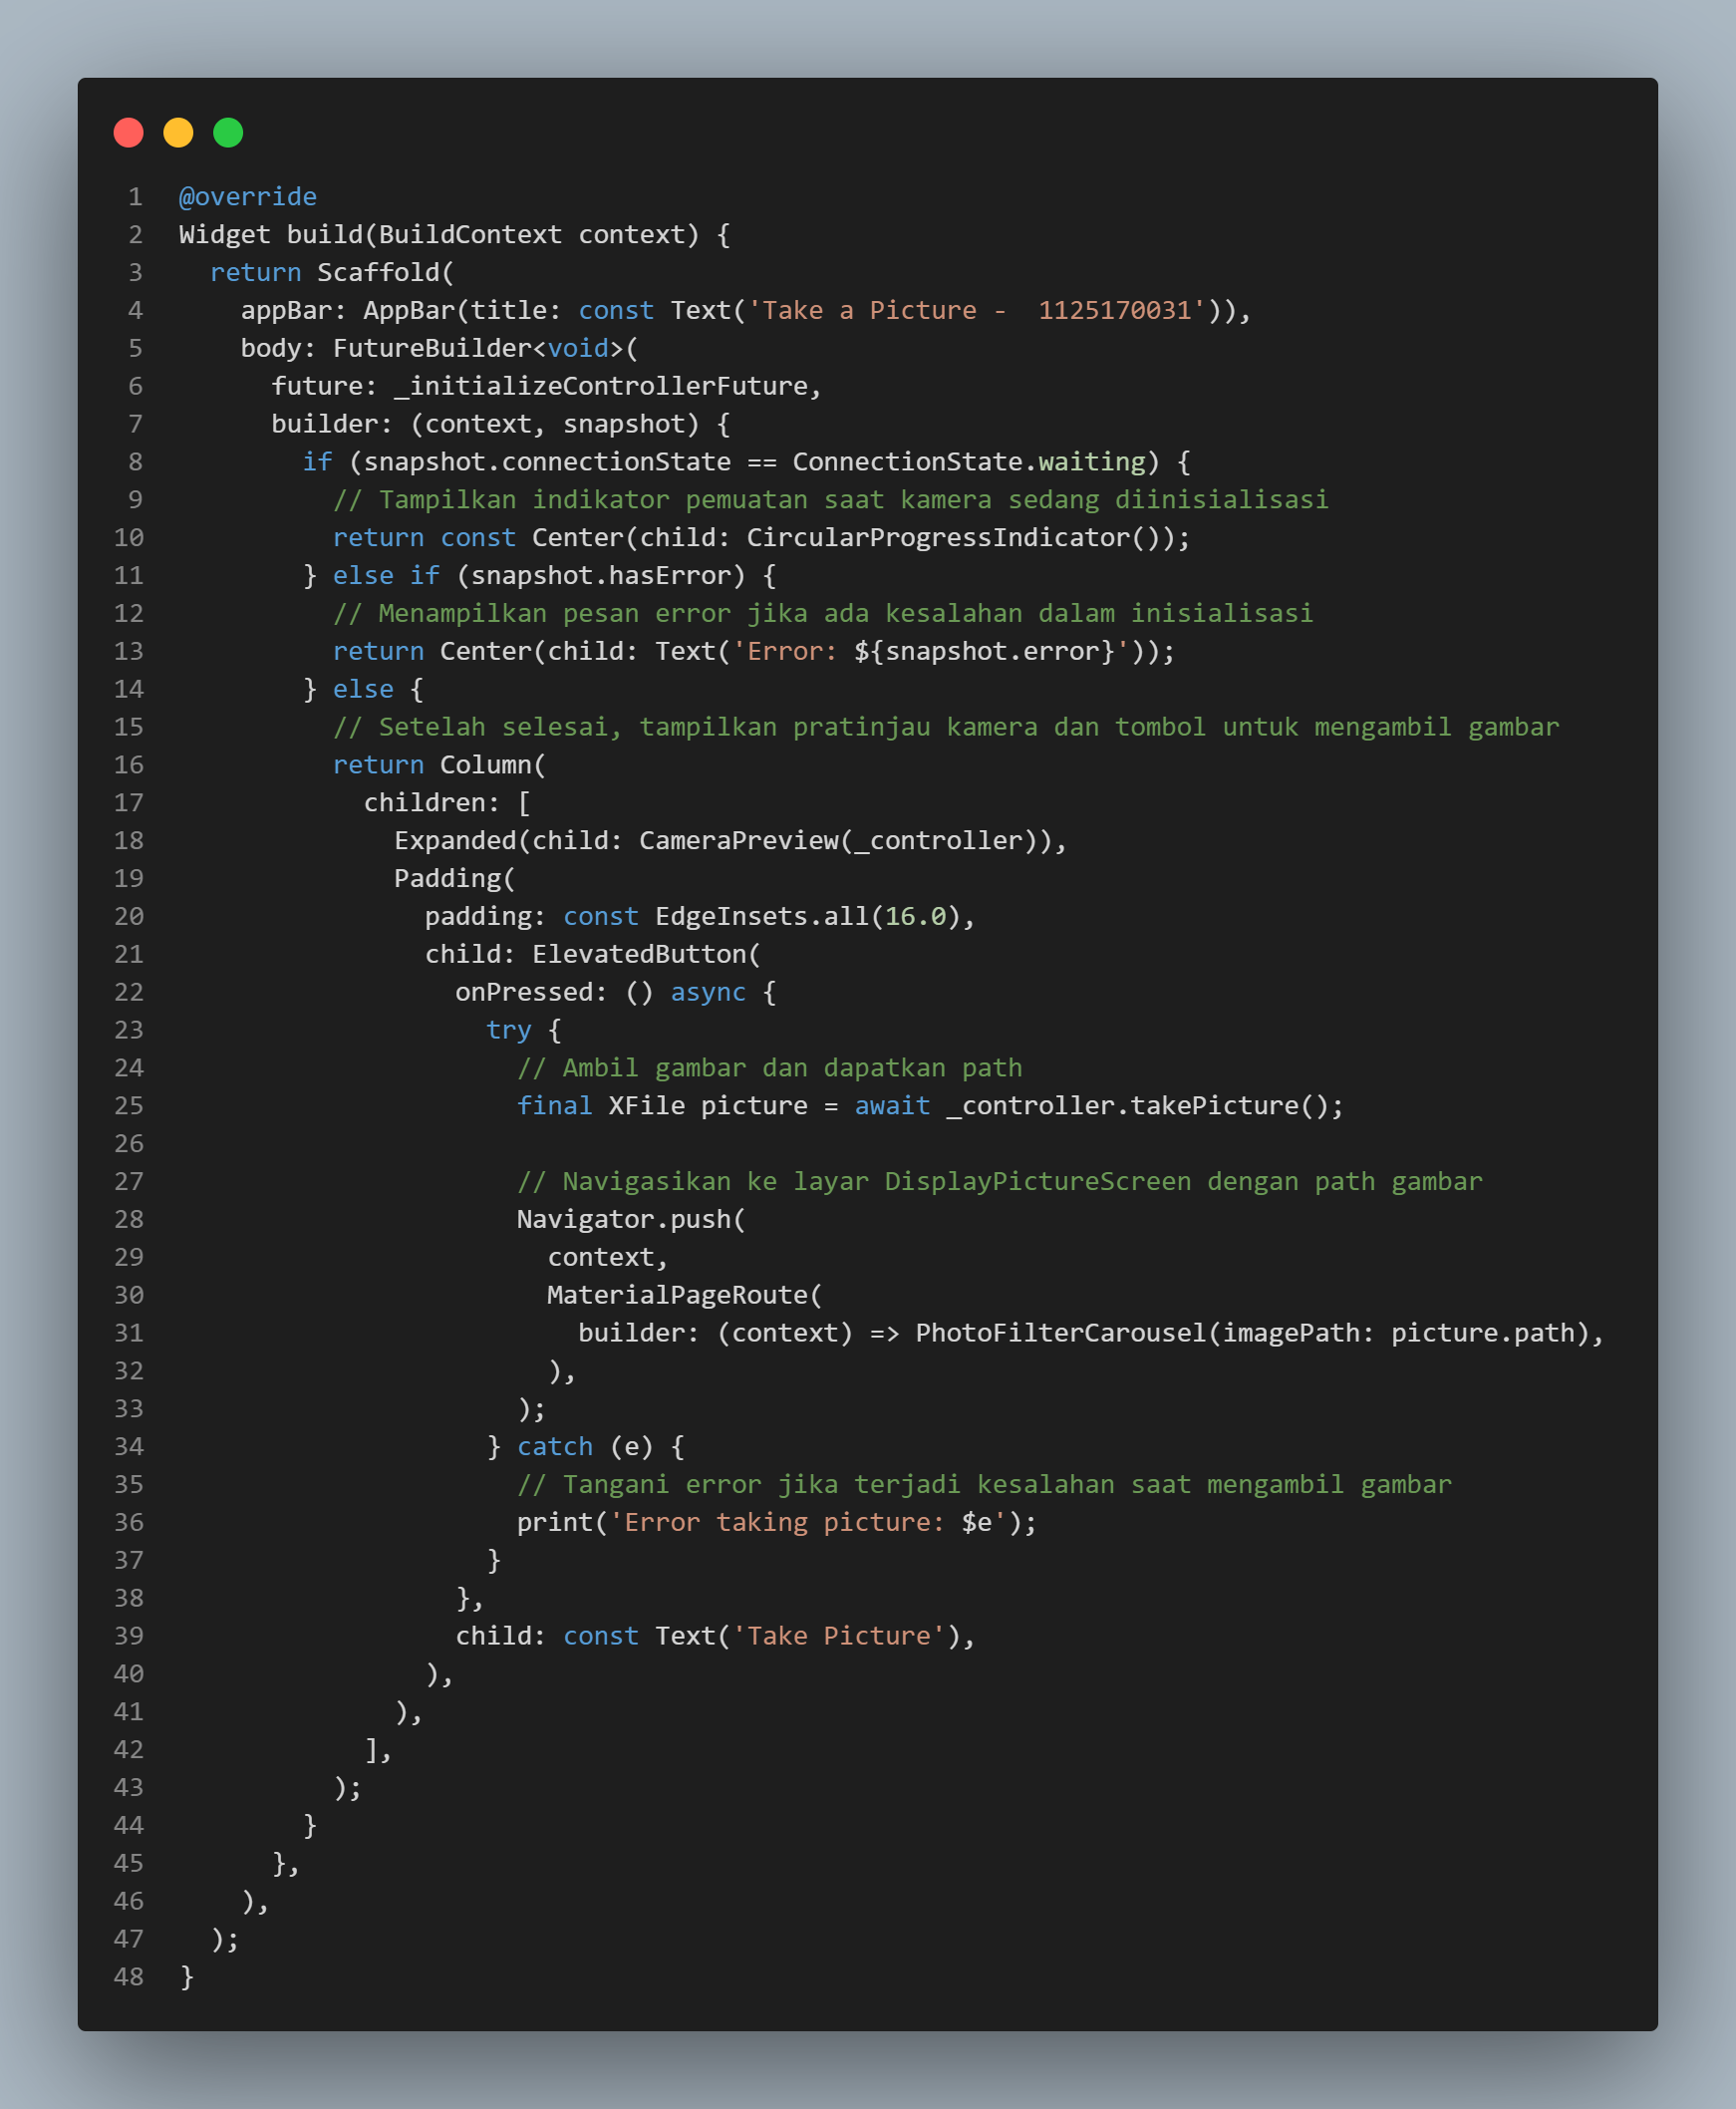 1 @override
2 Widget build(BuildContext context) {
3   return Scaffold(
4     appBar: AppBar(title: const Text('Take a Picture -  1125170031')),
5     body: FutureBuilder<void>(
6       future: _initializeControllerFuture,
7       builder: (context, snapshot) {
8         if (snapshot.connectionState == ConnectionState.waiting) {
9           // Tampilkan indikator pemuatan saat kamera sedang diinisialisasi
10           return const Center(child: CircularProgressIndicator());
11         } else if (snapshot.hasError) {
12           // Menampilkan pesan error jika ada kesalahan dalam inisialisasi
13           return Center(child: Text('Error: ${snapshot.error}'));
14         } else {
15           // Setelah selesai, tampilkan pratinjau kamera dan tombol untuk mengambil gambar
16           return Column(
17             children: [
18               Expanded(child: CameraPreview(_controller)),
19               Padding(
20                 padding: const EdgeInsets.all(16.0),
21                 child: ElevatedButton(
22                   onPressed: () async {
23                     try {
24                       // Ambil gambar dan dapatkan path
25                       final XFile picture = await _controller.takePicture();
26
27                       // Navigasikan ke layar DisplayPictureScreen dengan path gambar
28                       Navigator.push(
29                         context,
30                         MaterialPageRoute(
31                           builder: (context) => PhotoFilterCarousel(imagePath: picture.path),
32                         ),
33                       );
34                     } catch (e) {
35                       // Tangani error jika terjadi kesalahan saat mengambil gambar
36                       print('Error taking picture: $e');
37                     }
38                   },
39                   child: const Text('Take Picture'),
40                 ),
41               ),
42             ],
43           );
44         }
45       },
46     ),
47   );
48 }